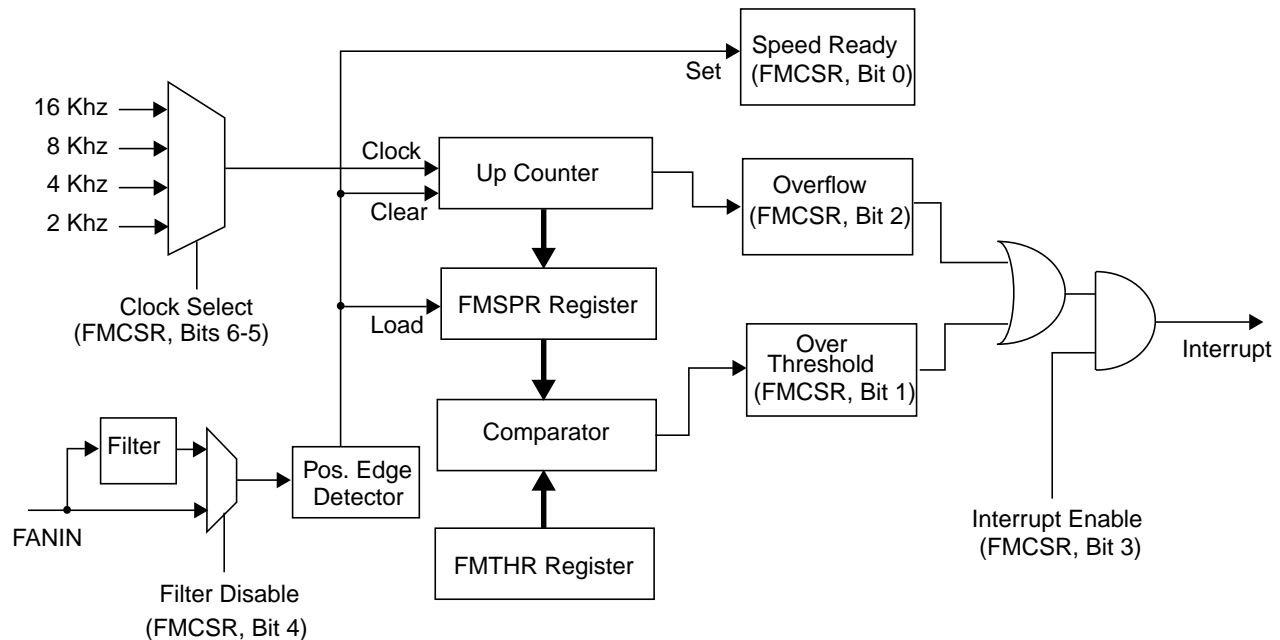 Speed Ready
(FMCSR, Bit 0)
Set
16 Khz
8 Khz
4 Khz
2 Khz
Clock
Clear
Up Counter
Overflow
(FMCSR, Bit 2)
Clock Select
(FMCSR, Bits 6-5)
Load
FMSPR Register
Over
Threshold
(FMCSR, Bit 1)
Interrupt
Comparator
Filter
Pos. Edge
Detector
FANIN
FMTHR Register
Interrupt Enable
(FMCSR, Bit 3)
Filter Disable
(FMCSR, Bit 4)